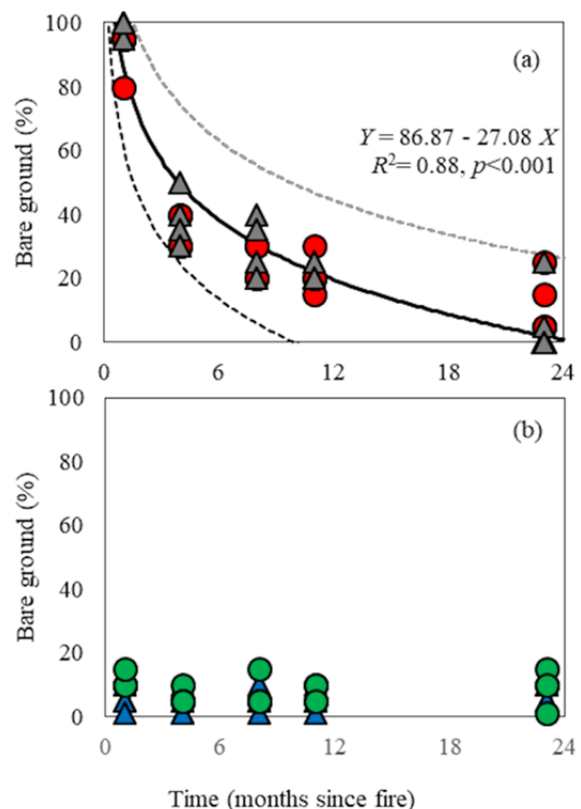 100
(a)
80
Y = 86.87 - 27.08 X
60
R²= 0.88, p<0.001
40
20
0
Bare ground (%)
0 6 12 18 24
100
(b)
80
60
40
20
0
Bare ground (%)
0 6 12 18 24
Time (months since fire)